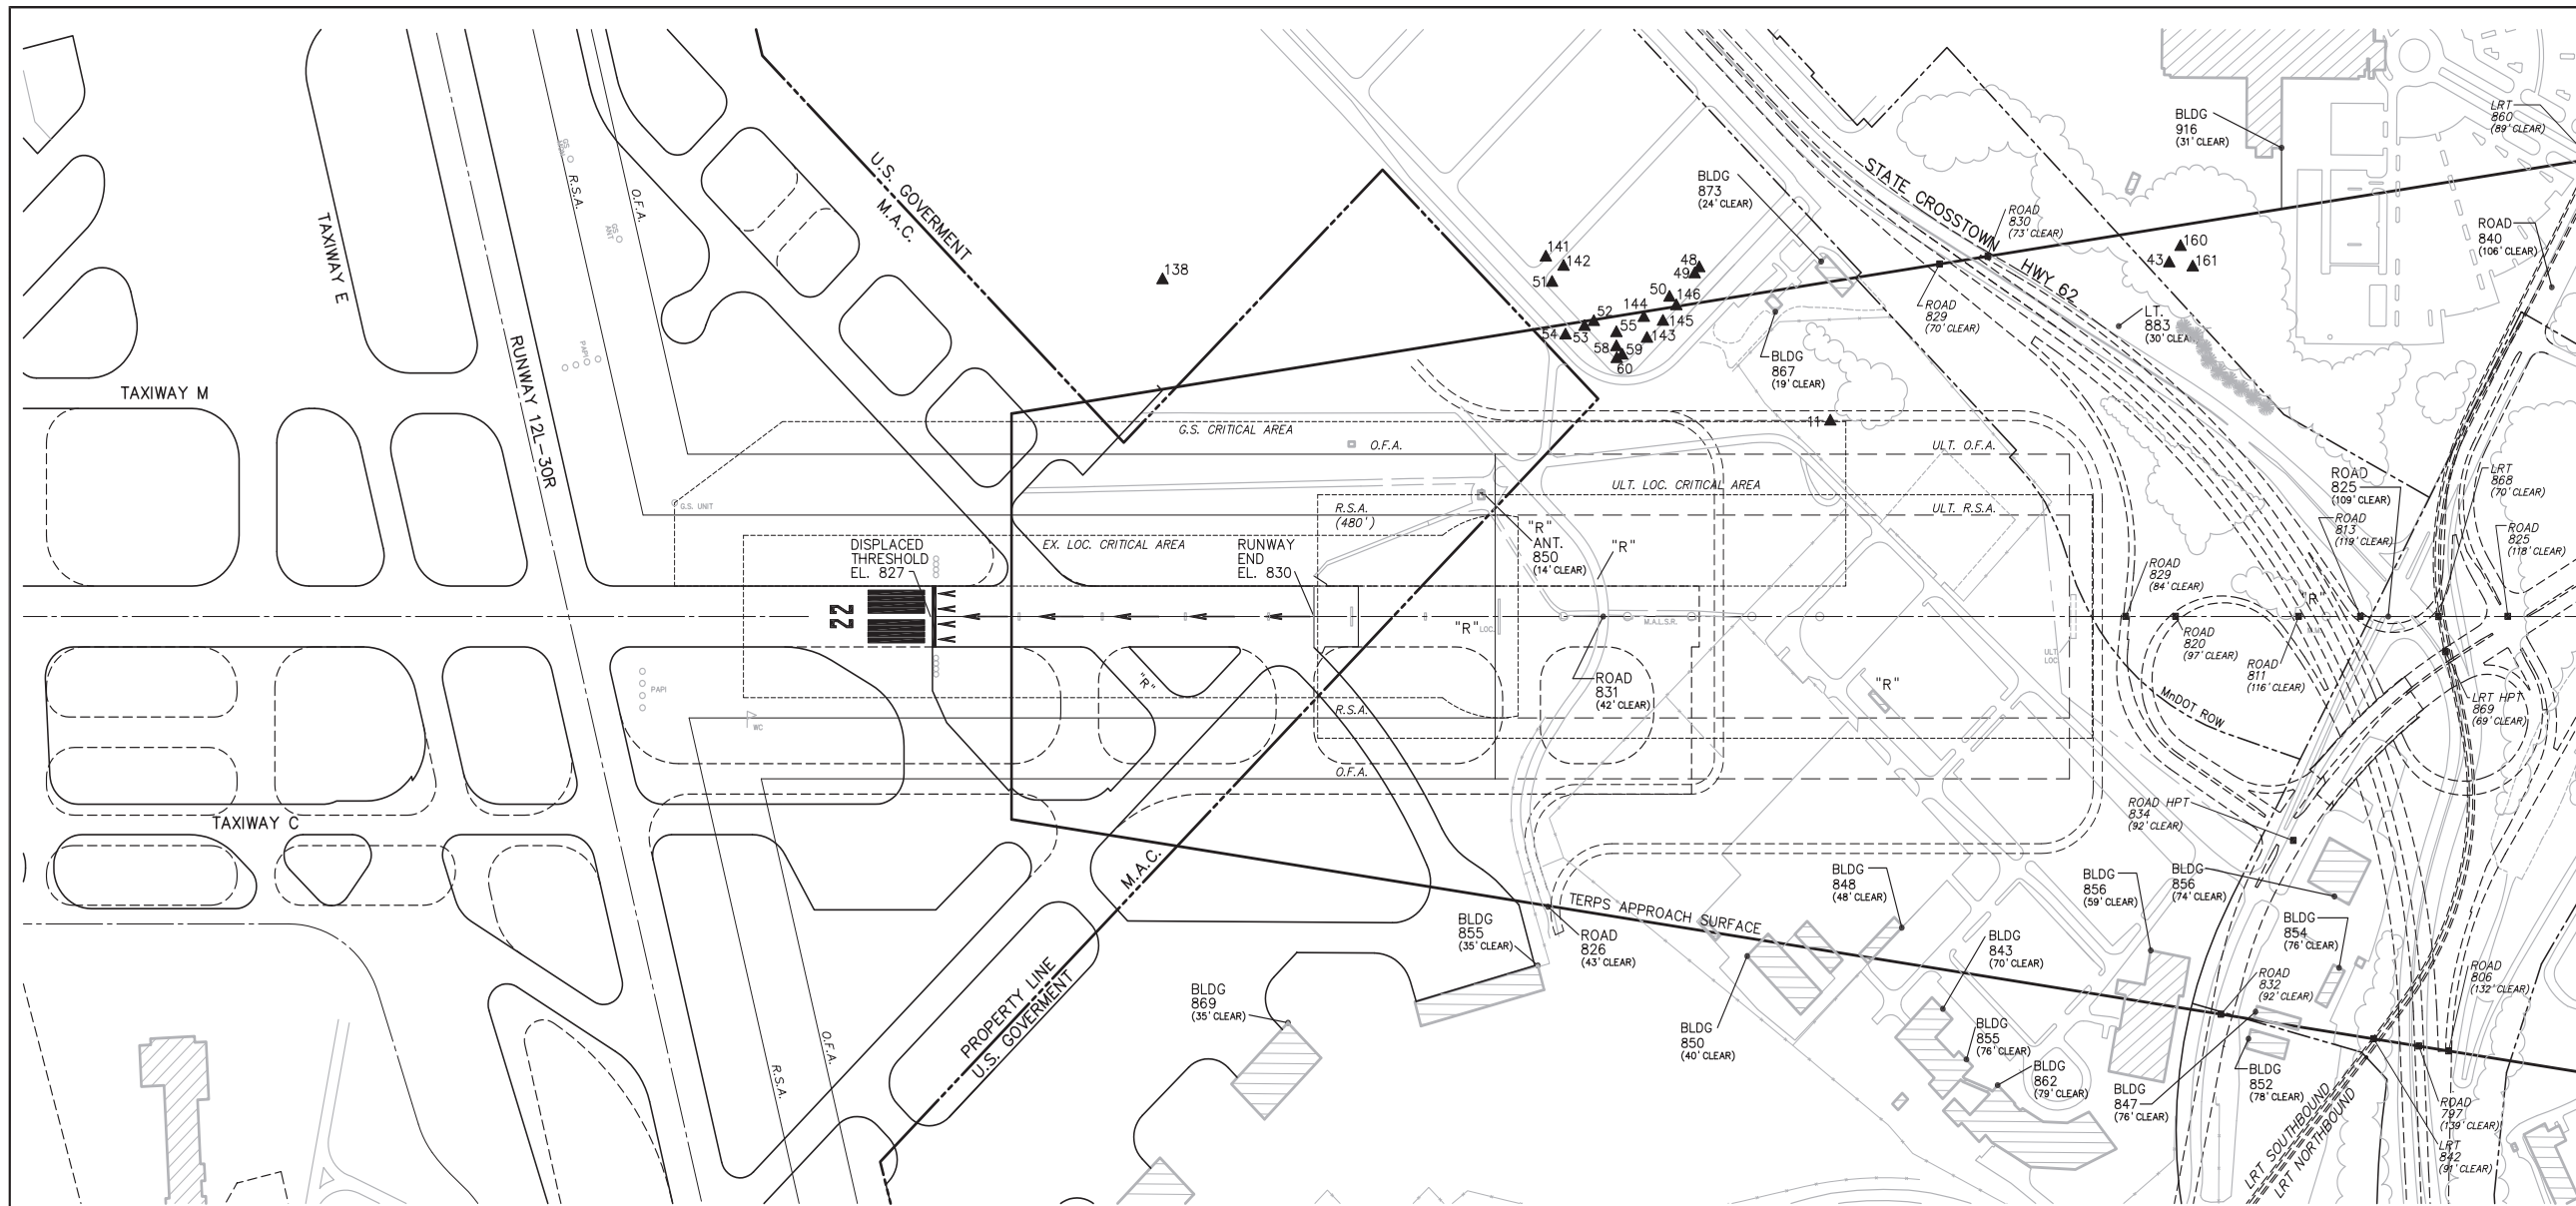 BLDG
916
(31' CLEAR)
LRT
860
(89' CLEAR)
U.S. GOVERMENT
M.A.C.
STATE CROSSTOWN
HWY 62
BLDG
873
(24' CLEAR)
ROAD
830
(73' CLEAR)
ROAD
840
(106' CLEAR)
R.S.A.
O.F.A.
GS
ANT
TAXIWAY E
138
141
142
51
48
49
50
146
144
145
52
53
54
55
143
58
59
60
160
43
161
ROAD
829
(70' CLEAR)
LT.
883
(30' CLEAR)
BLDG
867
(19' CLEAR)
PAPI
RUNWAY 12L-30R
TAXIWAY M
11
G.S. CRITICAL AREA
O.F.A.
ULT. O.F.A.
ULT. LOC. CRITICAL AREA
G.S. UNIT
R.S.A.
(480')
ULT. R.S.A.
ROAD
825
(109' CLEAR)
LRT
868
(70' CLEAR)
ROAD
813
(119' CLEAR)
ROAD
825
(118' CLEAR)
DISPLACED
THRESHOLD
EL. 827
EX. LOC. CRITICAL AREA
RUNWAY
END
EL. 830
"R"
ANT.
850
(14' CLEAR)
"R"
ROAD
829
(84' CLEAR)
22
"R"
LOC.
M.A.L.S.R.
"R"
ROAD
820
(97' CLEAR)
ULT.
LOC.
ROAD
811
(116' CLEAR)
PAPI
WC
"R"
ROAD
831
(42' CLEAR)
"R"
MnDOT ROW
LRT HPT
869
(69' CLEAR)
R.S.A.
O.F.A.
TAXIWAY C
ROAD HPT
834
(92' CLEAR)
M.A.C.
PROPERTY LINE
U.S. GOVERMENT
TERPS APPROACH SURFACE
BLDG
848
(48' CLEAR)
BLDG
856
(59' CLEAR)
BLDG
856
(74' CLEAR)
BLDG
855
(35' CLEAR)
ROAD
826
(43' CLEAR)
BLDG
843
(70' CLEAR)
BLDG
854
(76' CLEAR)
BLDG
869
(35' CLEAR)
ROAD
832
(92' CLEAR)
ROAD
806
(132' CLEAR)
BLDG
850
(40' CLEAR)
BLDG
855
(76' CLEAR)
BLDG
862
(79' CLEAR)
BLDG
847
(76' CLEAR)
BLDG
852
(78' CLEAR)
O.F.A.
R.S.A.
ROAD
797
(139' CLEAR)
LRT
842
(91' CLEAR)
LRT SOUTHBOUND
LRT NORTHBOUND